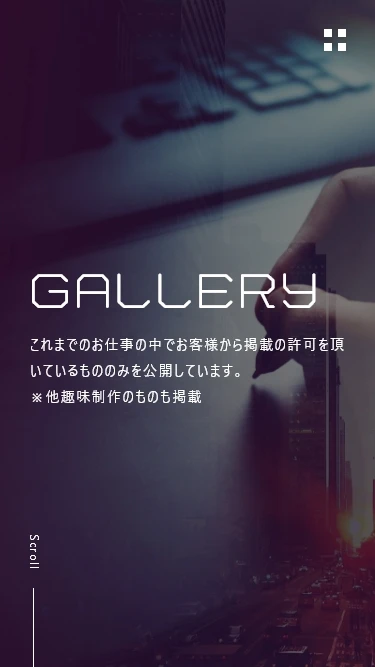 GALLERY
これまでのお仕事の中でお客様から掲載の許可を頂
いているもののみを公開しています。
※他趣味制作のものも掲載
Scroll